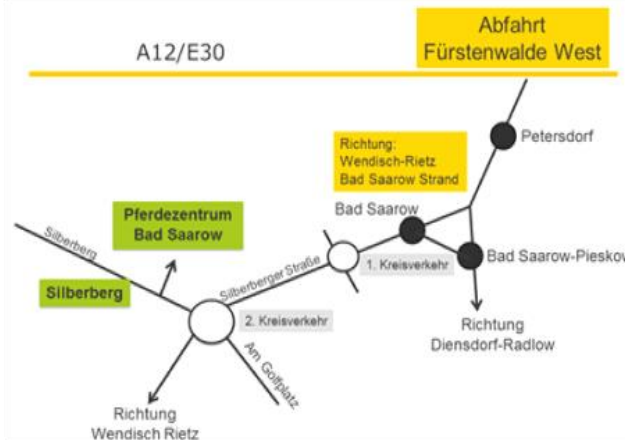 Abfahrt
Fürstenwalde West
A12/E30
Petersdorf
Richtung:
Wendisch-Rietz
Bad Saarow Strand
Bad Saarow
Pferdezentrum
Bad Saarow
Silberberg
Silberberg
Silberberger Straße
1. Kreisverkehr
Bad Saarow-Pieskow
2. Kreisverkehr
Richtung
Diensdorf-Radlow
Am Golfplatz
Richtung
Wendisch Rietz